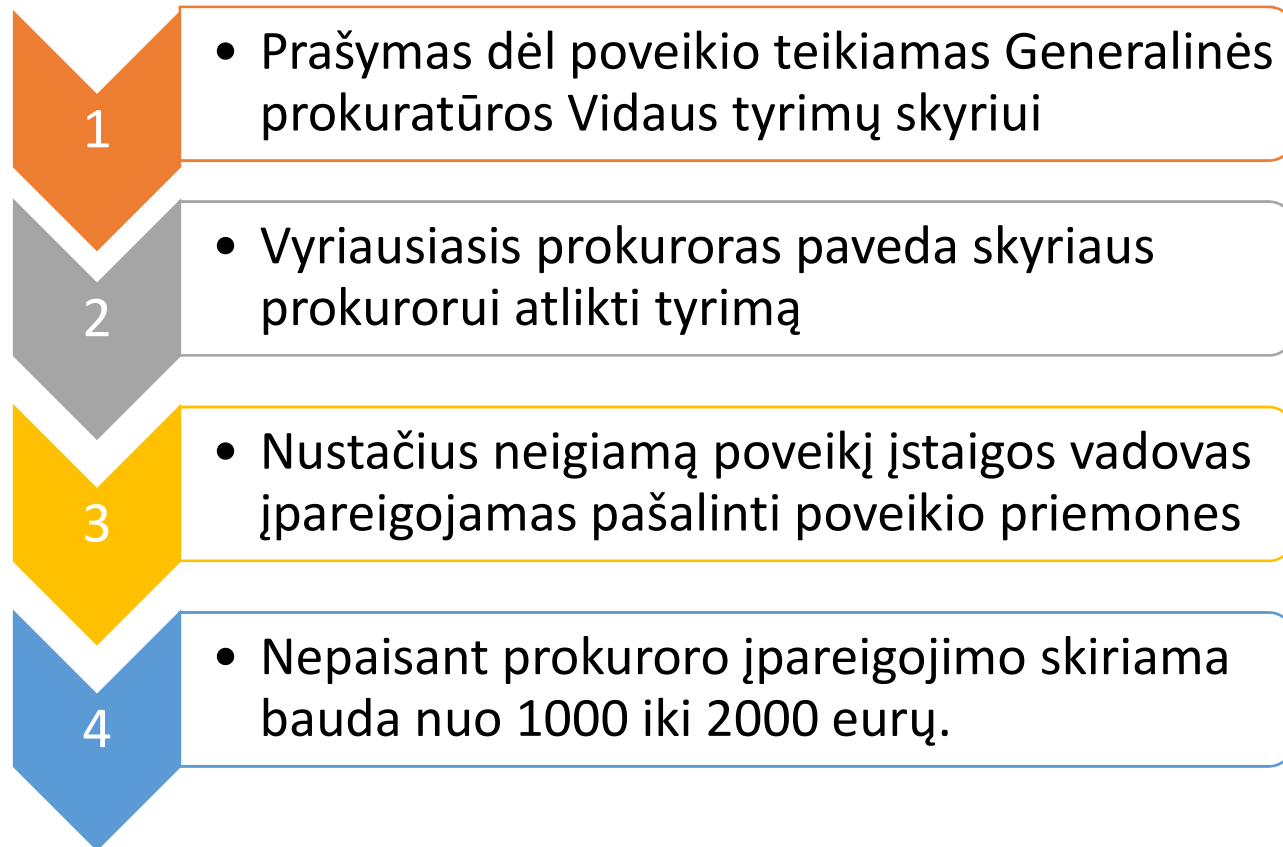 1
• Prašymas dėl poveikio teikiamas Generalinės
prokuratūros Vidaus tyrimų skyriui
2
• Vyriausiasis prokuroras paveda skyriaus
prokurorui atlikti tyrimą
3
• Nustačius neigiamą poveikį įstaigos vadovas
įpareigojamas pašalinti poveikio priemones
4
• Nepaisant prokuroro įpareigojimo skiriama
bauda nuo 1000 iki 2000 eurų.